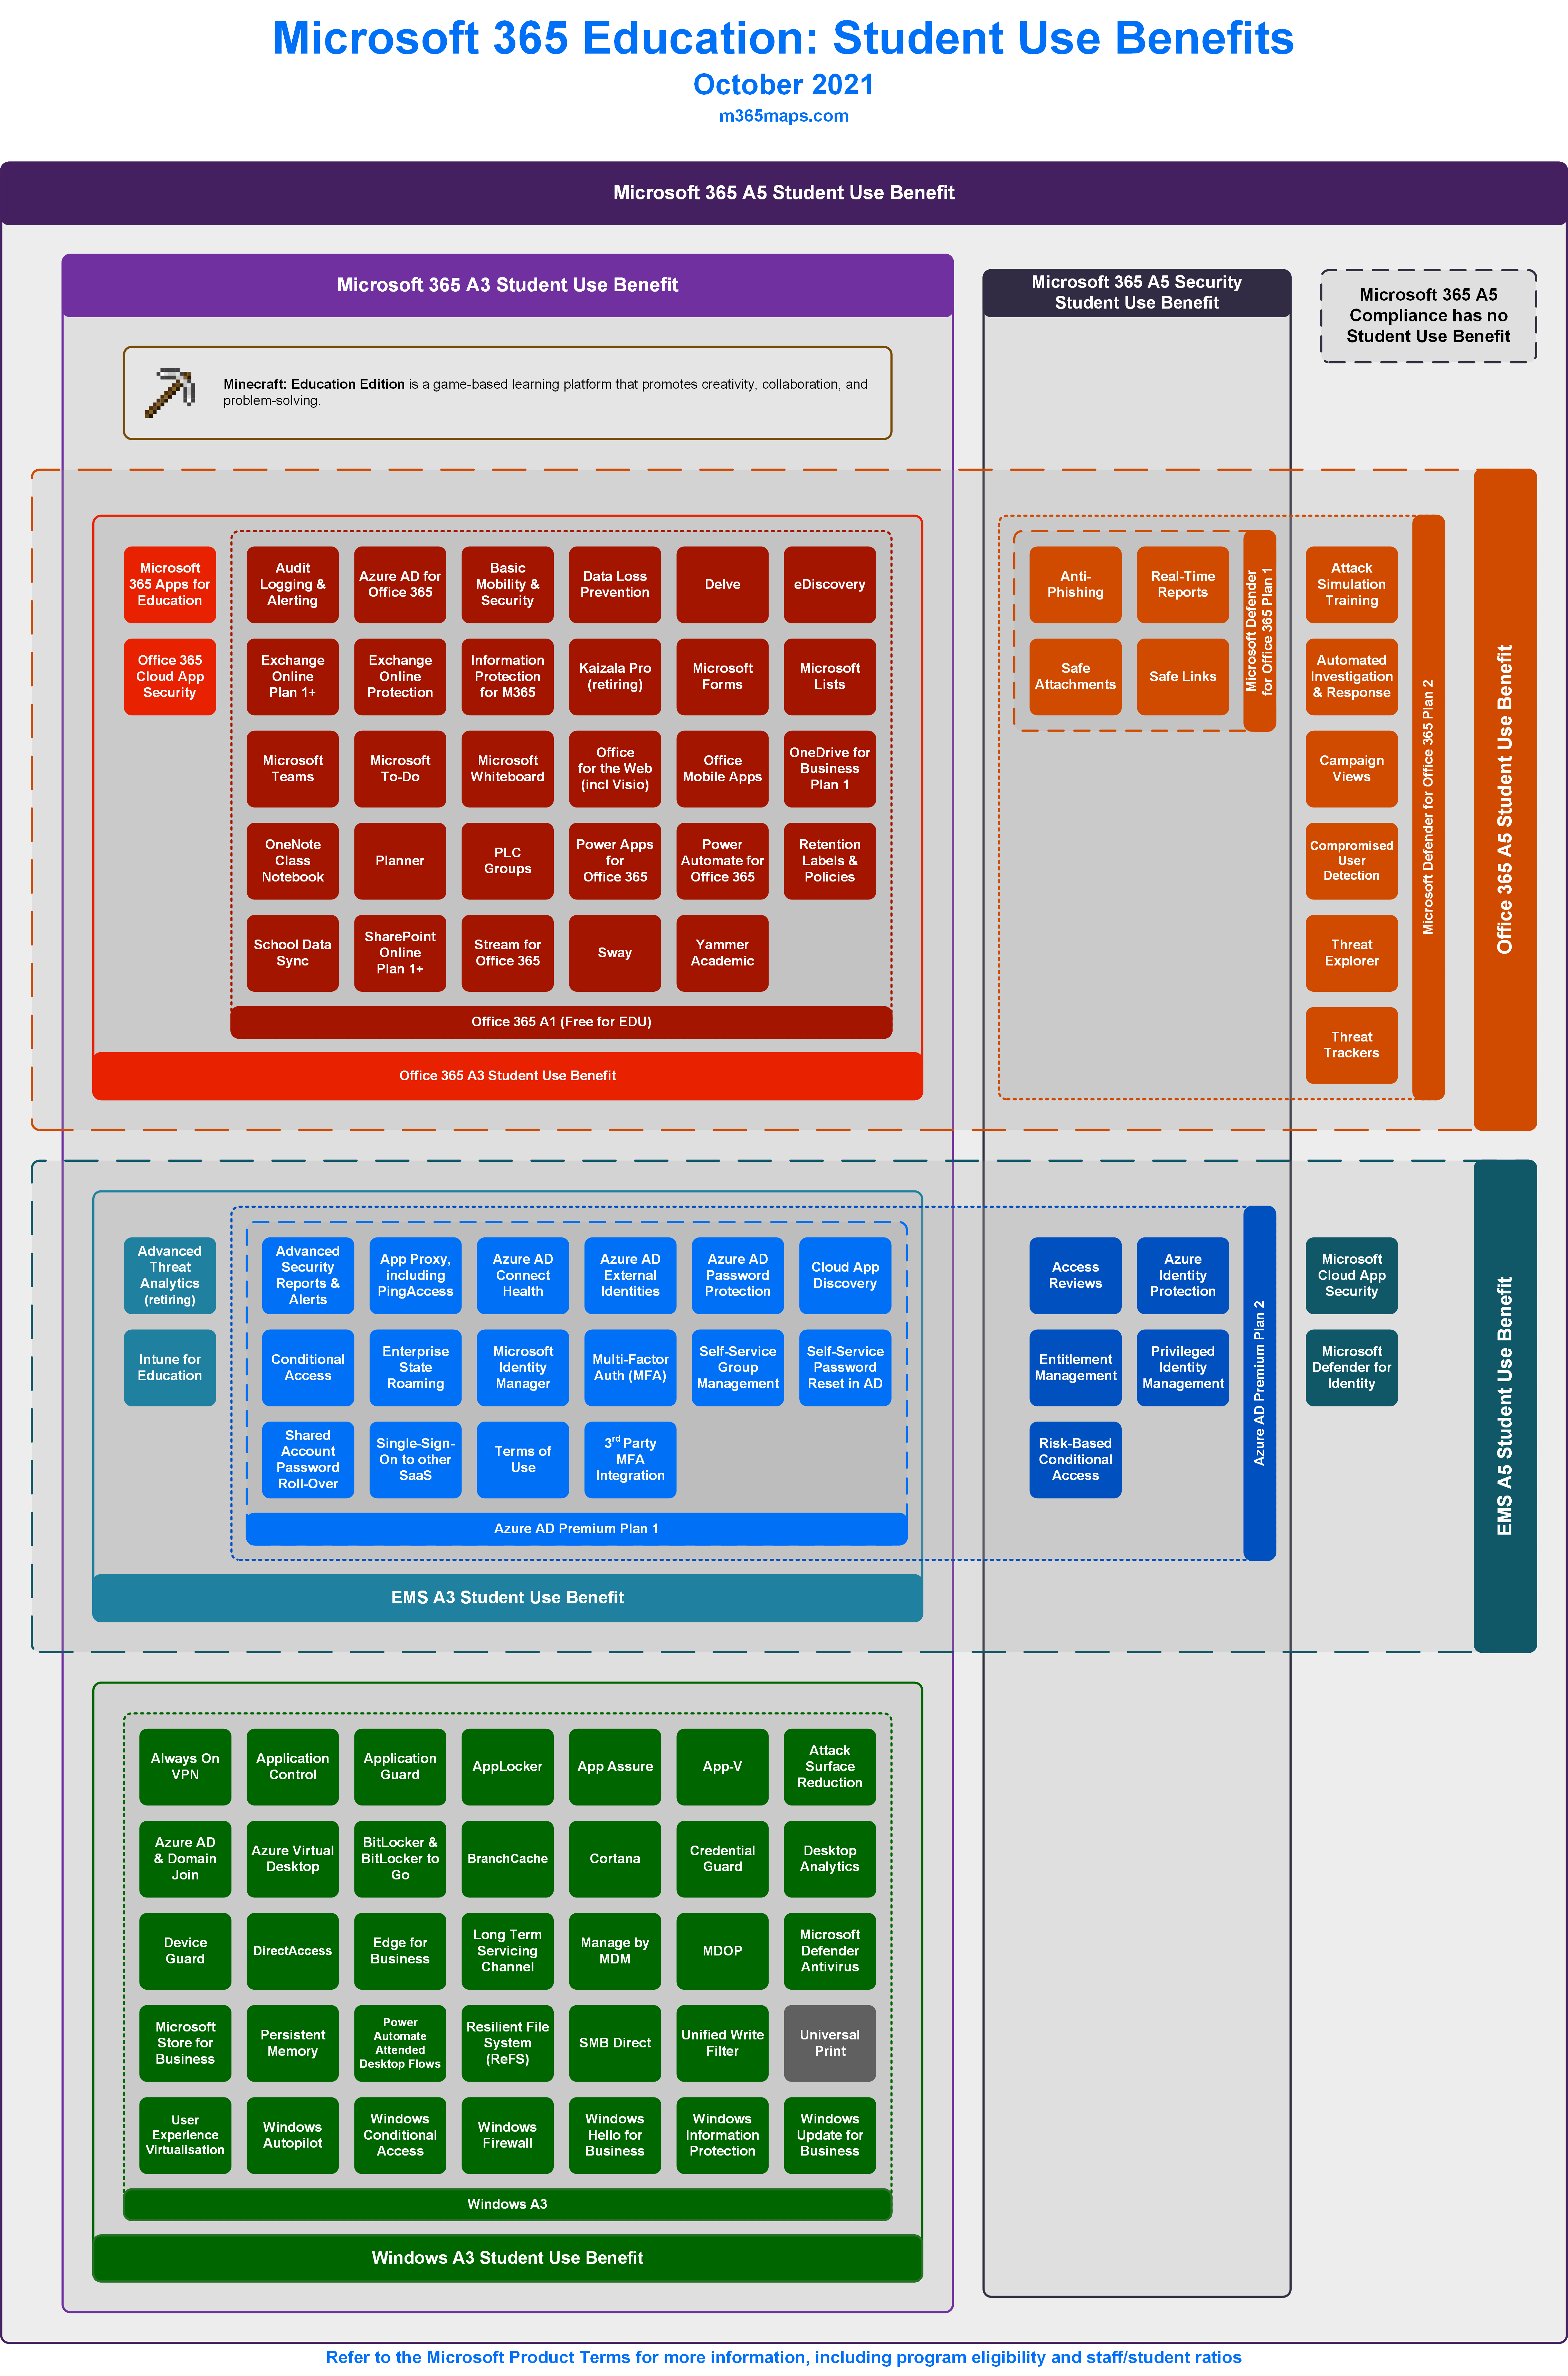 Microsoft 365 Education: Student Use Benefits
October 2021
m365maps.com
Microsoft 365 A5 Student Use Benefit
Microsoft 365 A3 Student Use Benefit
Microsoft 365 A5 Security
Student Use Benefit
Microsoft 365 A5
Compliance has no
Student Use Benefit
Minecraft: Education Edition is a game-based learning platform that promotes creativity, collaboration, and
problem-solving.
Microsoft
365 Apps for
Education
Audit
Logging &
Alerting
Azure AD for
Office 365
Basic
Mobility &
Security
Data Loss
Prevention
Delve
eDiscovery
Office 365
Cloud App
Security
Exchange
Online
Plan 1+
Exchange
Online
Protection
Information
Protection
for M365
Kaizala Pro
(retiring)
Microsoft
Forms
Microsoft
Lists
Microsoft
Teams
Microsoft
To-Do
Microsoft
Whiteboard
Office
for the Web
(incl Visio)
Office
Mobile Apps
OneDrive for
Business
Plan 1
OneNote
Class
Notebook
Planner
PLC
Groups
Power Apps
for
Office 365
Power
Automate for
Office 365
Retention
Labels &
Policies
School Data
Sync
SharePoint
Online
Plan 1+
Stream for
Office 365
Sway
Yammer
Academic
Office 365 A1 (Free for EDU)
Office 365 A3 Student Use Benefit
Anti-
Phishing
Real-Time
Reports
Safe
Attachments
Safe Links
Microsoft Defender
for Office 365 Plan 1
Attack
Simulation
Training
Automated
Investigation
& Response
Campaign
Views
Compromised
User
Detection
Threat
Explorer
Threat
Trackers
Microsoft Defender for Office 365 Plan 2
Office 365 A5 Student Use Benefit
Advanced
Threat
Analytics
(retiring)
Intune for
Education
Advanced
Security
Reports &
Alerts
App Proxy,
including
PingAccess
Azure AD
Connect
Health
Azure AD
External
Identities
Azure AD
Password
Protection
Cloud App
Discovery
Conditional
Access
Enterprise
State
Roaming
Microsoft
Identity
Manager
Multi-Factor
Auth (MFA)
Self-Service
Group
Management
Self-Service
Password
Reset in AD
Shared
Account
Password
Roll-Over
Single-Sign-
On to other
SaaS
Terms of
Use
3rd Party
MFA
Integration
Azure AD Premium Plan 1
EMS A3 Student Use Benefit
Access
Reviews
Azure
Identity
Protection
Entitlement
Management
Privileged
Identity
Management
Risk-Based
Conditional
Access
Azure AD Premium Plan 2
Microsoft
Cloud App
Security
Microsoft
Defender for
Identity
EMS A5 Student Use Benefit
Always On
VPN
Application
Control
Application
Guard
AppLocker
App Assure
App-V
Attack
Surface
Reduction
Azure AD
& Domain
Join
Azure Virtual
Desktop
BitLocker &
BitLocker to
Go
BranchCache
Cortana
Credential
Guard
Desktop
Analytics
Device
Guard
DirectAccess
Edge for
Business
Long Term
Servicing
Channel
Manage by
MDM
MDOP
Microsoft
Defender
Antivirus
Microsoft
Store for
Business
Persistent
Memory
Power
Automate
Attended
Desktop Flows
Resilient File
System
(ReFS)
SMB Direct
Unified Write
Filter
Universal
Print
User
Experience
Virtualisation
Windows
Autopilot
Windows
Conditional
Access
Windows
Firewall
Windows
Hello for
Business
Windows
Information
Protection
Windows
Update for
Business
Windows A3
Windows A3 Student Use Benefit
Refer to the Microsoft Product Terms for more information, including program eligibility and staff/student ratios